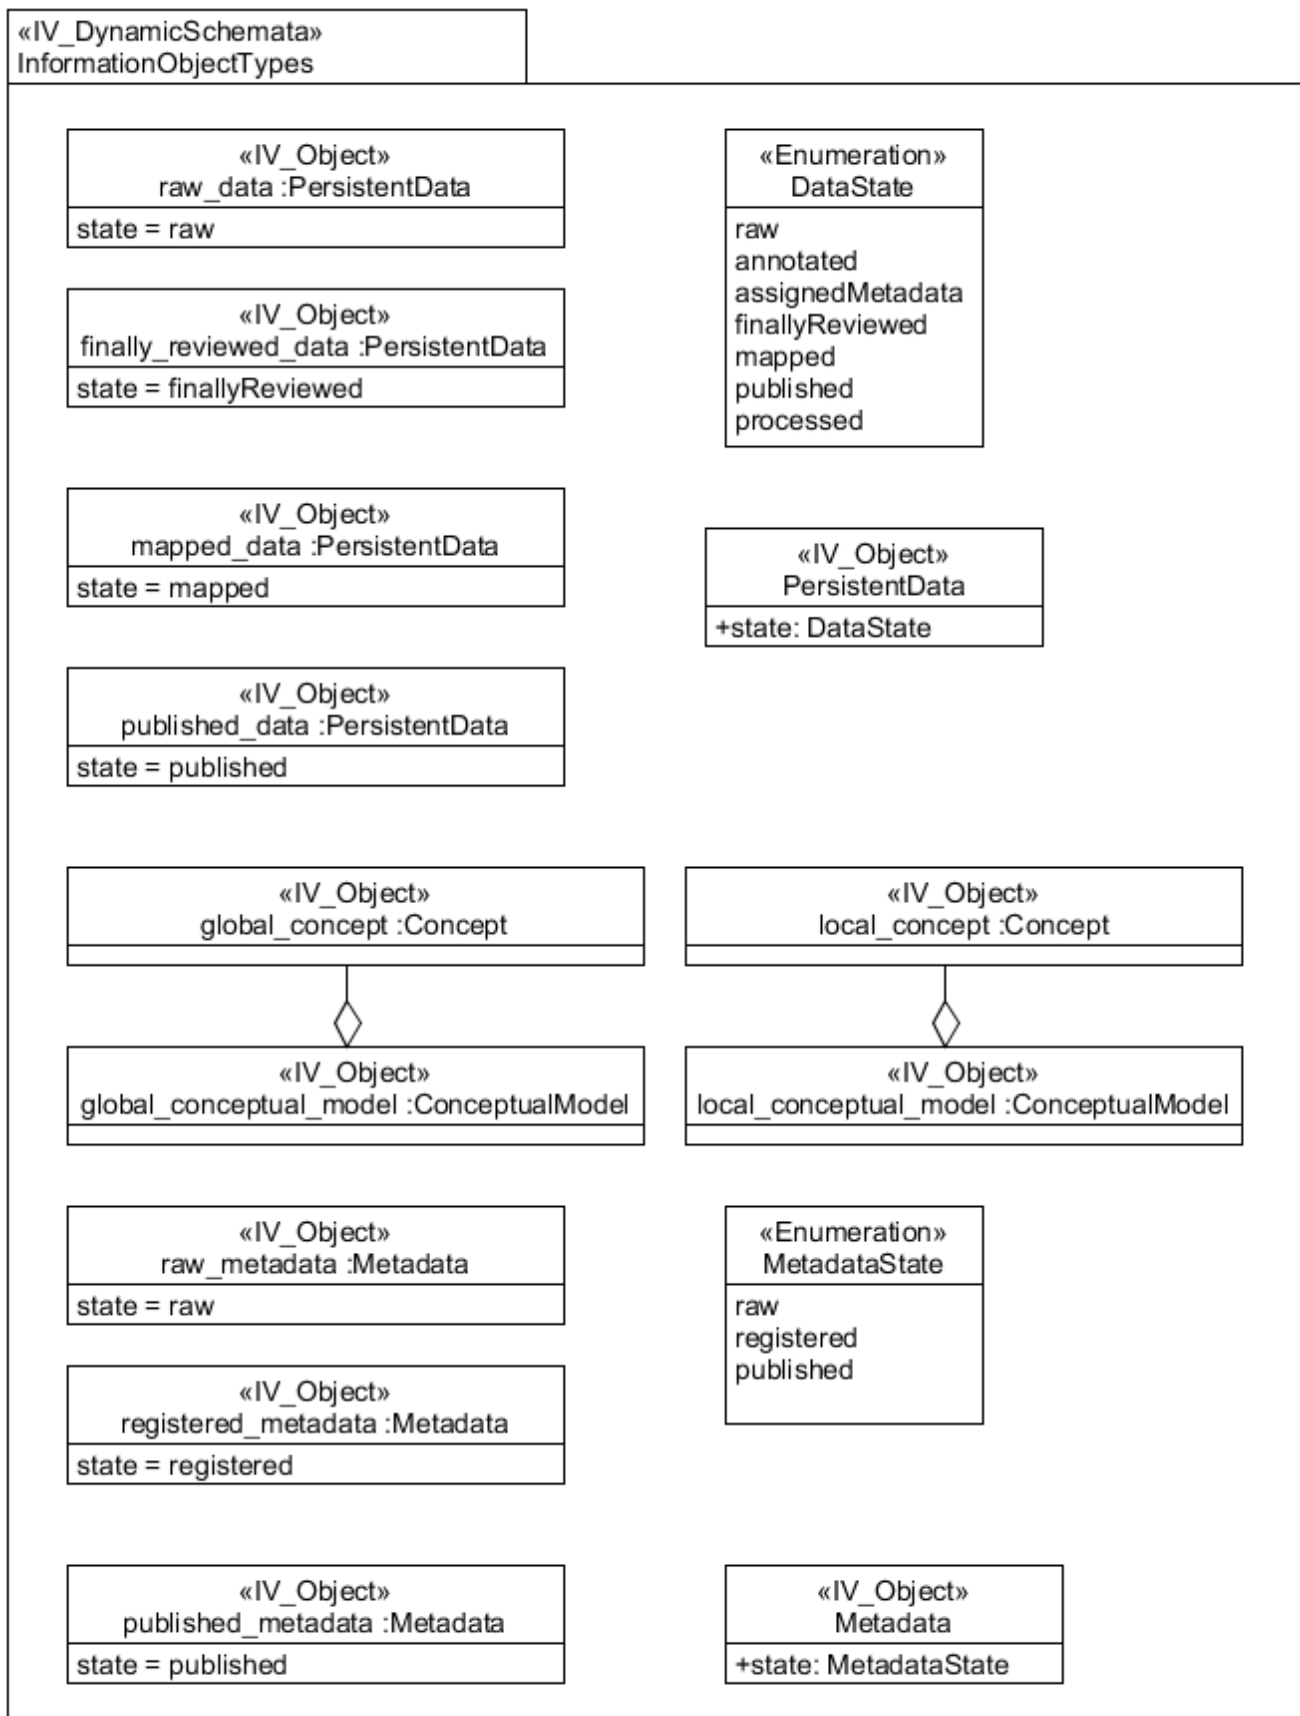 «IV_DynamicSchemata»
InformationObjectTypes
«IV_Object»
raw_data :PersistentData
state = raw
«Enumeration»
DataState
raw
annotated
assignedMetadata
finallyReviewed
mapped
published
processed
«IV_Object»
finally_reviewed_data :PersistentData
state = finallyReviewed
«IV_Object»
mapped_data :PersistentData
state = mapped
«IV_Object»
PersistentData
+state: DataState
«IV_Object»
published_data :PersistentData
state = published
«IV_Object»
global_concept :Concept
«IV_Object»
local_concept :Concept
«IV_Object»
global_conceptual_model :ConceptualModel
«IV_Object»
local_conceptual_model :ConceptualModel
«IV_Object»
raw_metadata :Metadata
state = raw
«Enumeration»
MetadataState
raw
registered
published
«IV_Object»
registered_metadata :Metadata
state = registered
«IV_Object»
published_metadata :Metadata
state = published
«IV_Object»
Metadata
+state: MetadataState